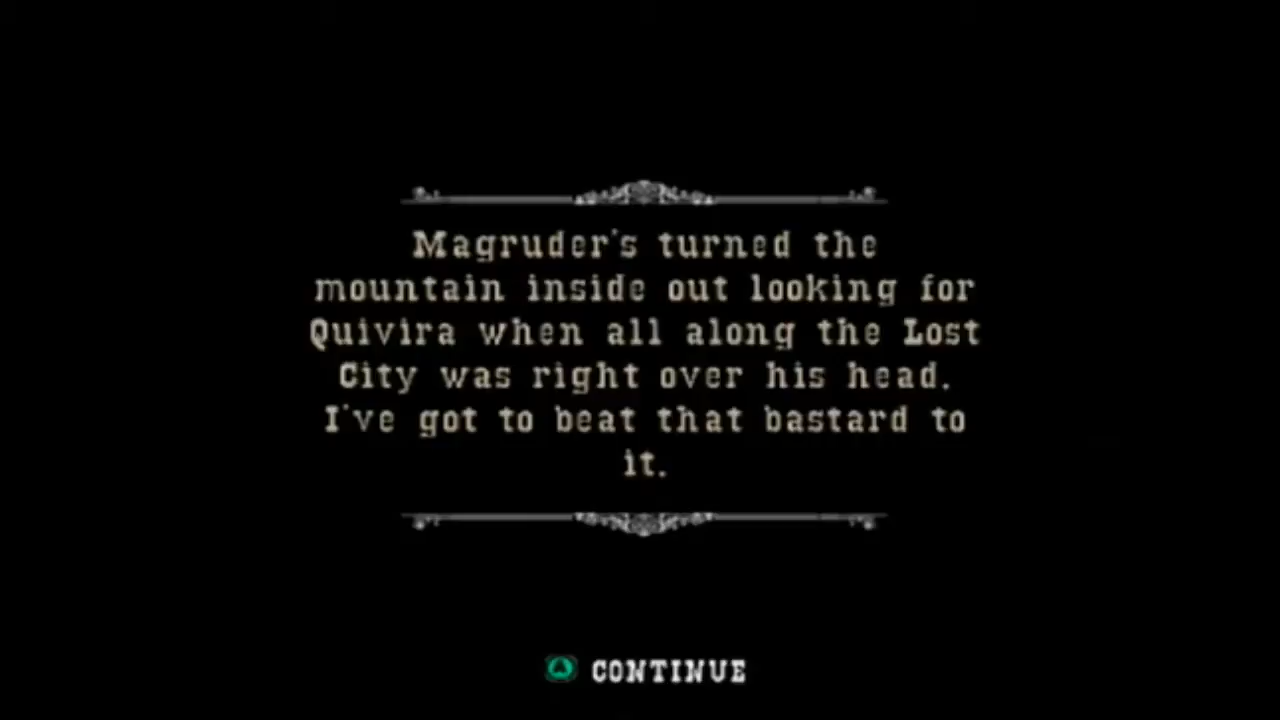 Magruder's turned the
mountain inside out looking for
Quivira when all along the Lost
City was right over his head.
I've got to beat that bastard to
it.
CONTINUE